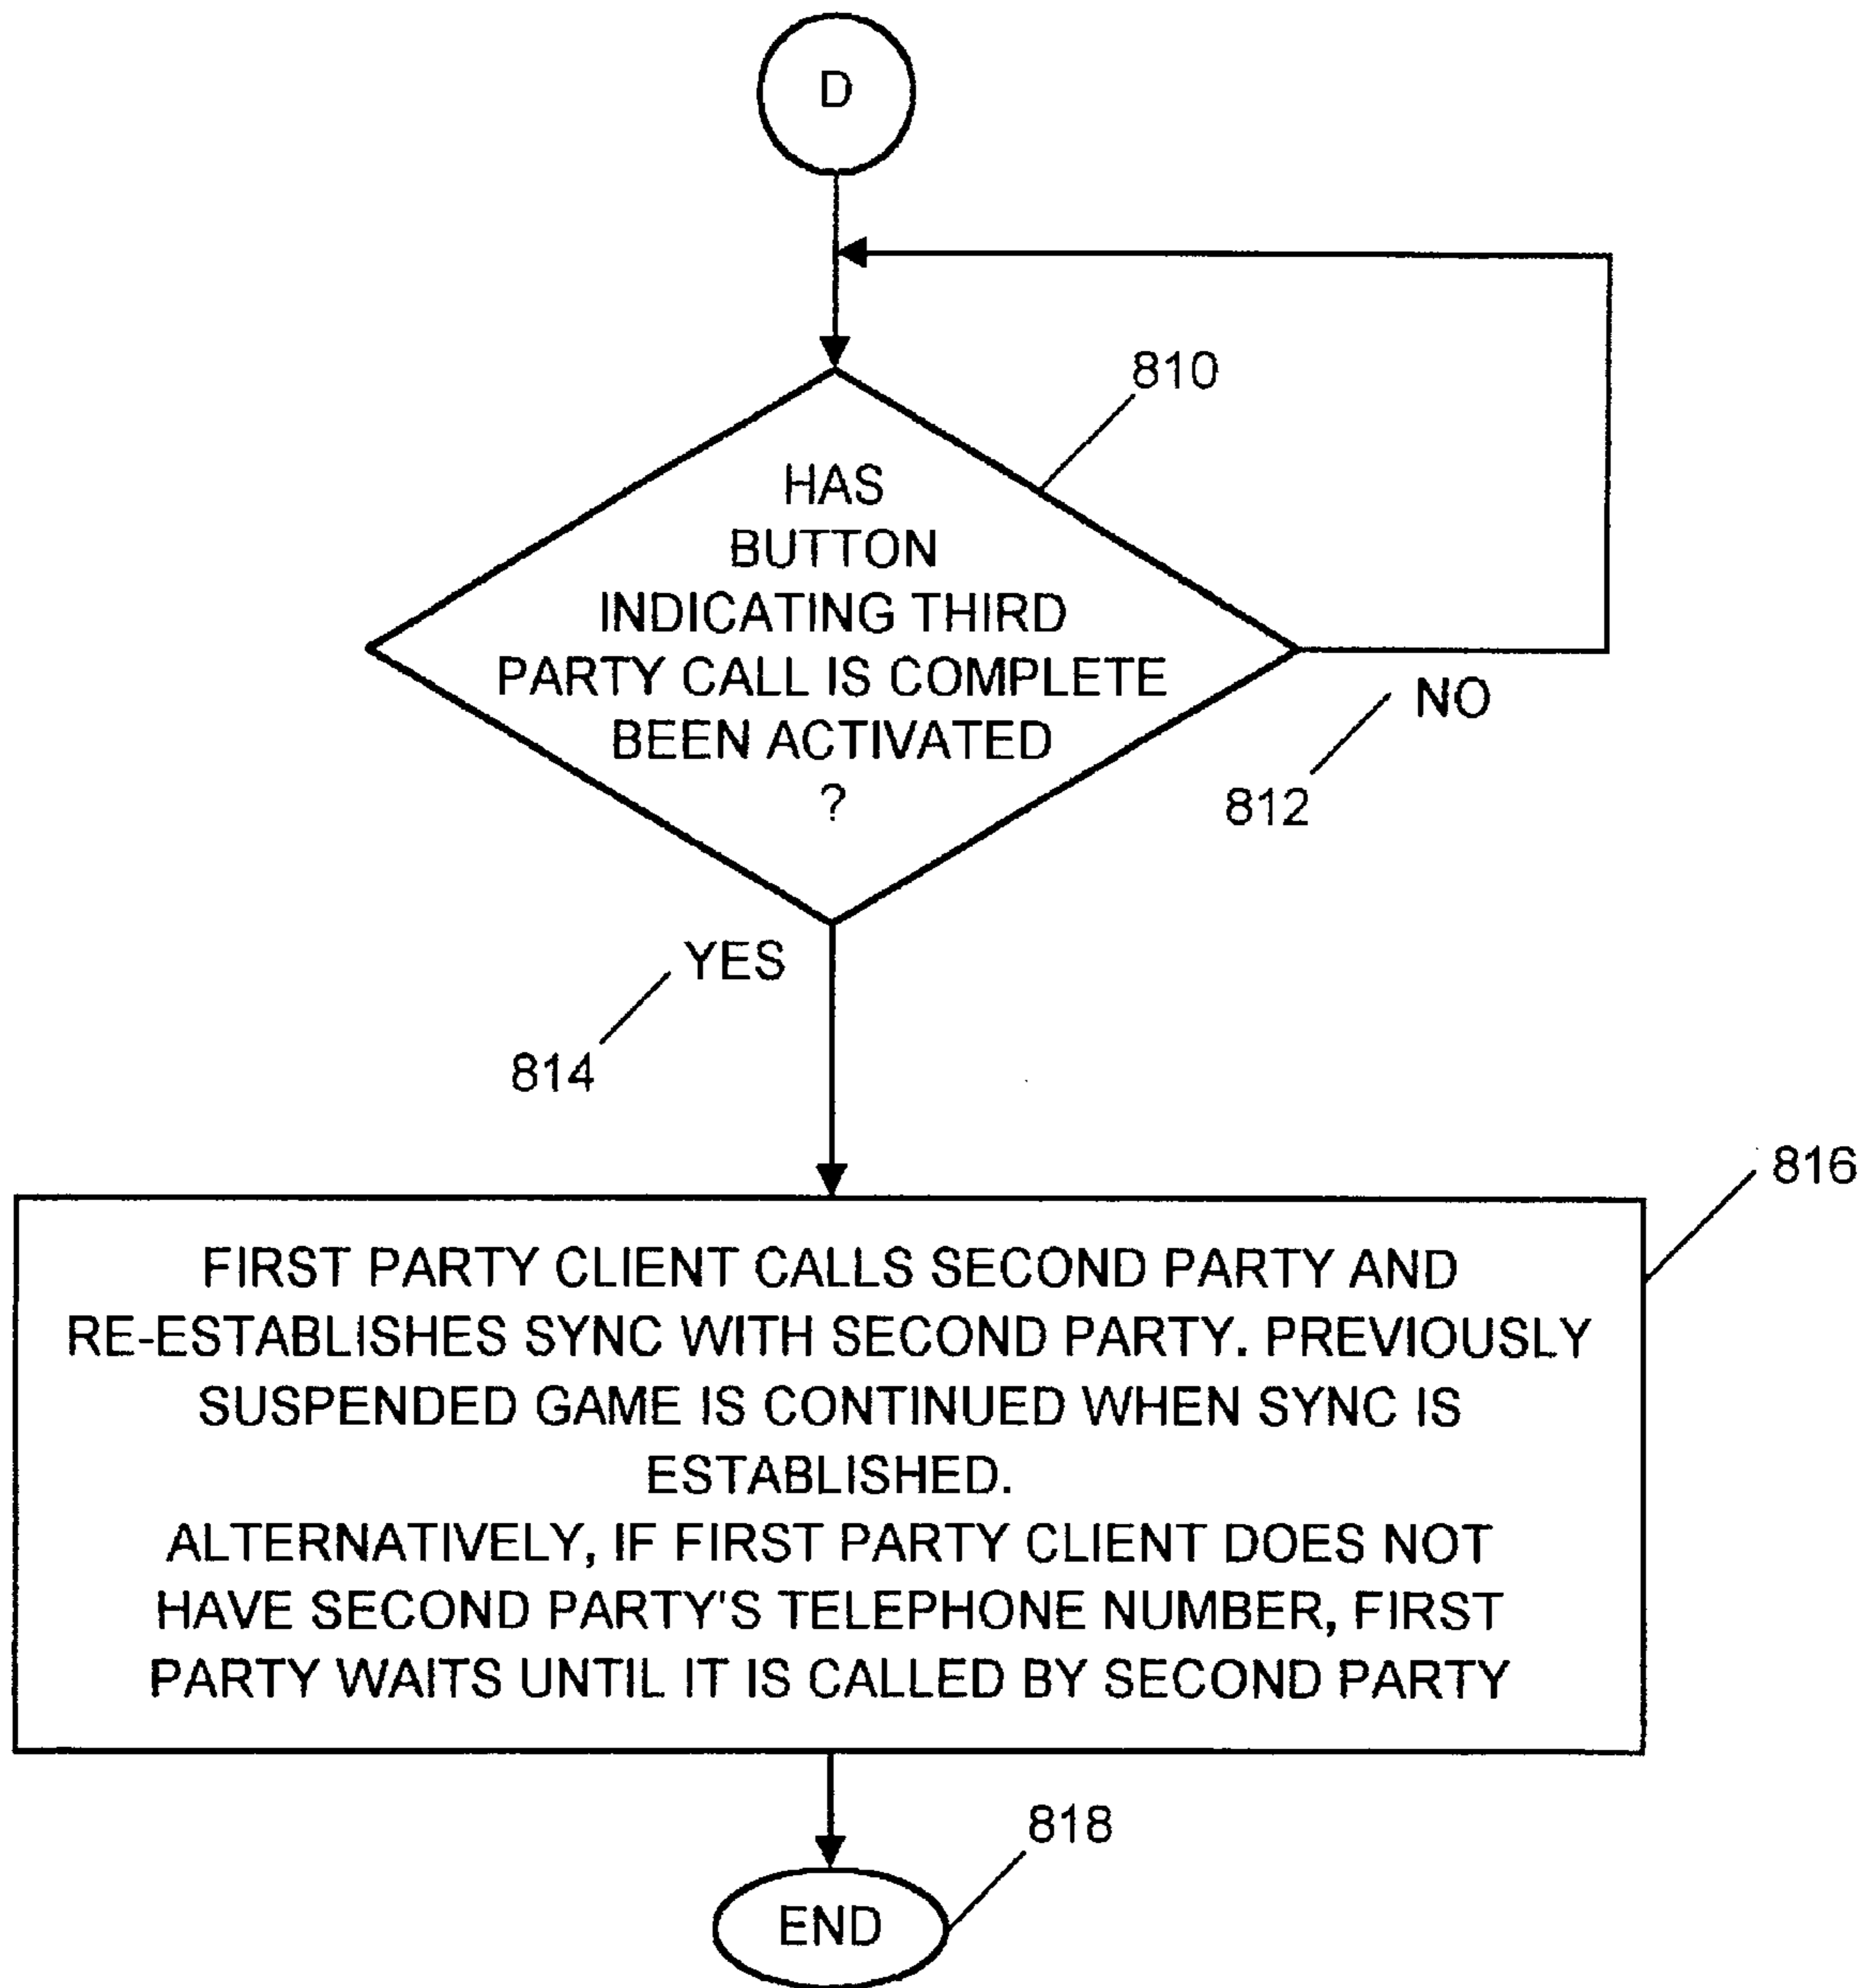 D
810
HAS
BUTTON
INDICATING THIRD
PARTY CALL IS COMPLETE
BEEN ACTIVATED
?
NO
812
YES
814
816
FIRST PARTY CLIENT CALLS SECOND PARTY AND
RE-ESTABLISHES SYNC WITH SECOND PARTY. PREVIOUSLY
SUSPENDED GAME IS CONTINUED WHEN SYNC IS
ESTABLISHED.
ALTERNATIVELY, IF FIRST PARTY CLIENT DOES NOT
HAVE SECOND PARTY'S TELEPHONE NUMBER, FIRST
PARTY WAITS UNTIL IT IS CALLED BY SECOND PARTY
818
END